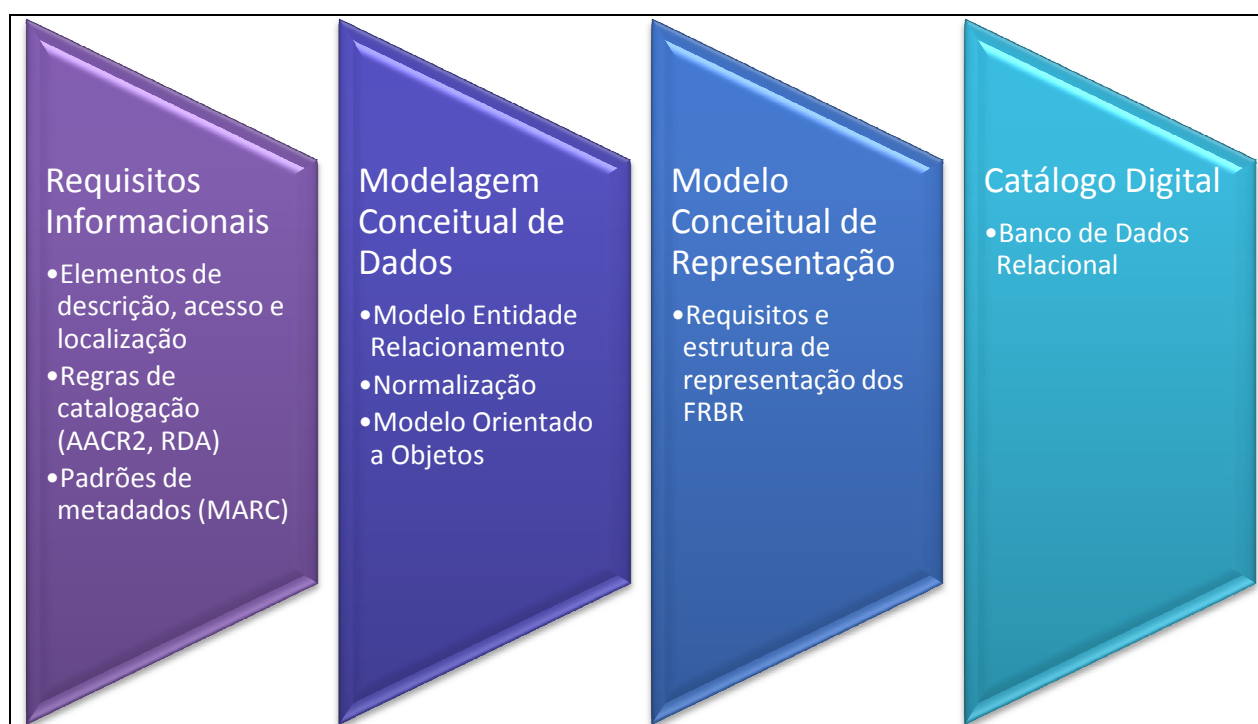 Requisitos
Informacionais
•Elementos de
descrição, acesso e
localização
•Regras de
catalogação
(AACR2, RDA)
•Padrões de
metadados (MARC)
Modelagem
Conceitual de
Dados
•Modelo Entidade
Relacionamento
•Normalização
•Modelo Orientado
a Objetos
Modelo
Conceitual de
Representação
•Requisitos e
estrutura de
representação dos
FRBR
Catálogo Digital
•Banco de Dados
Relacional